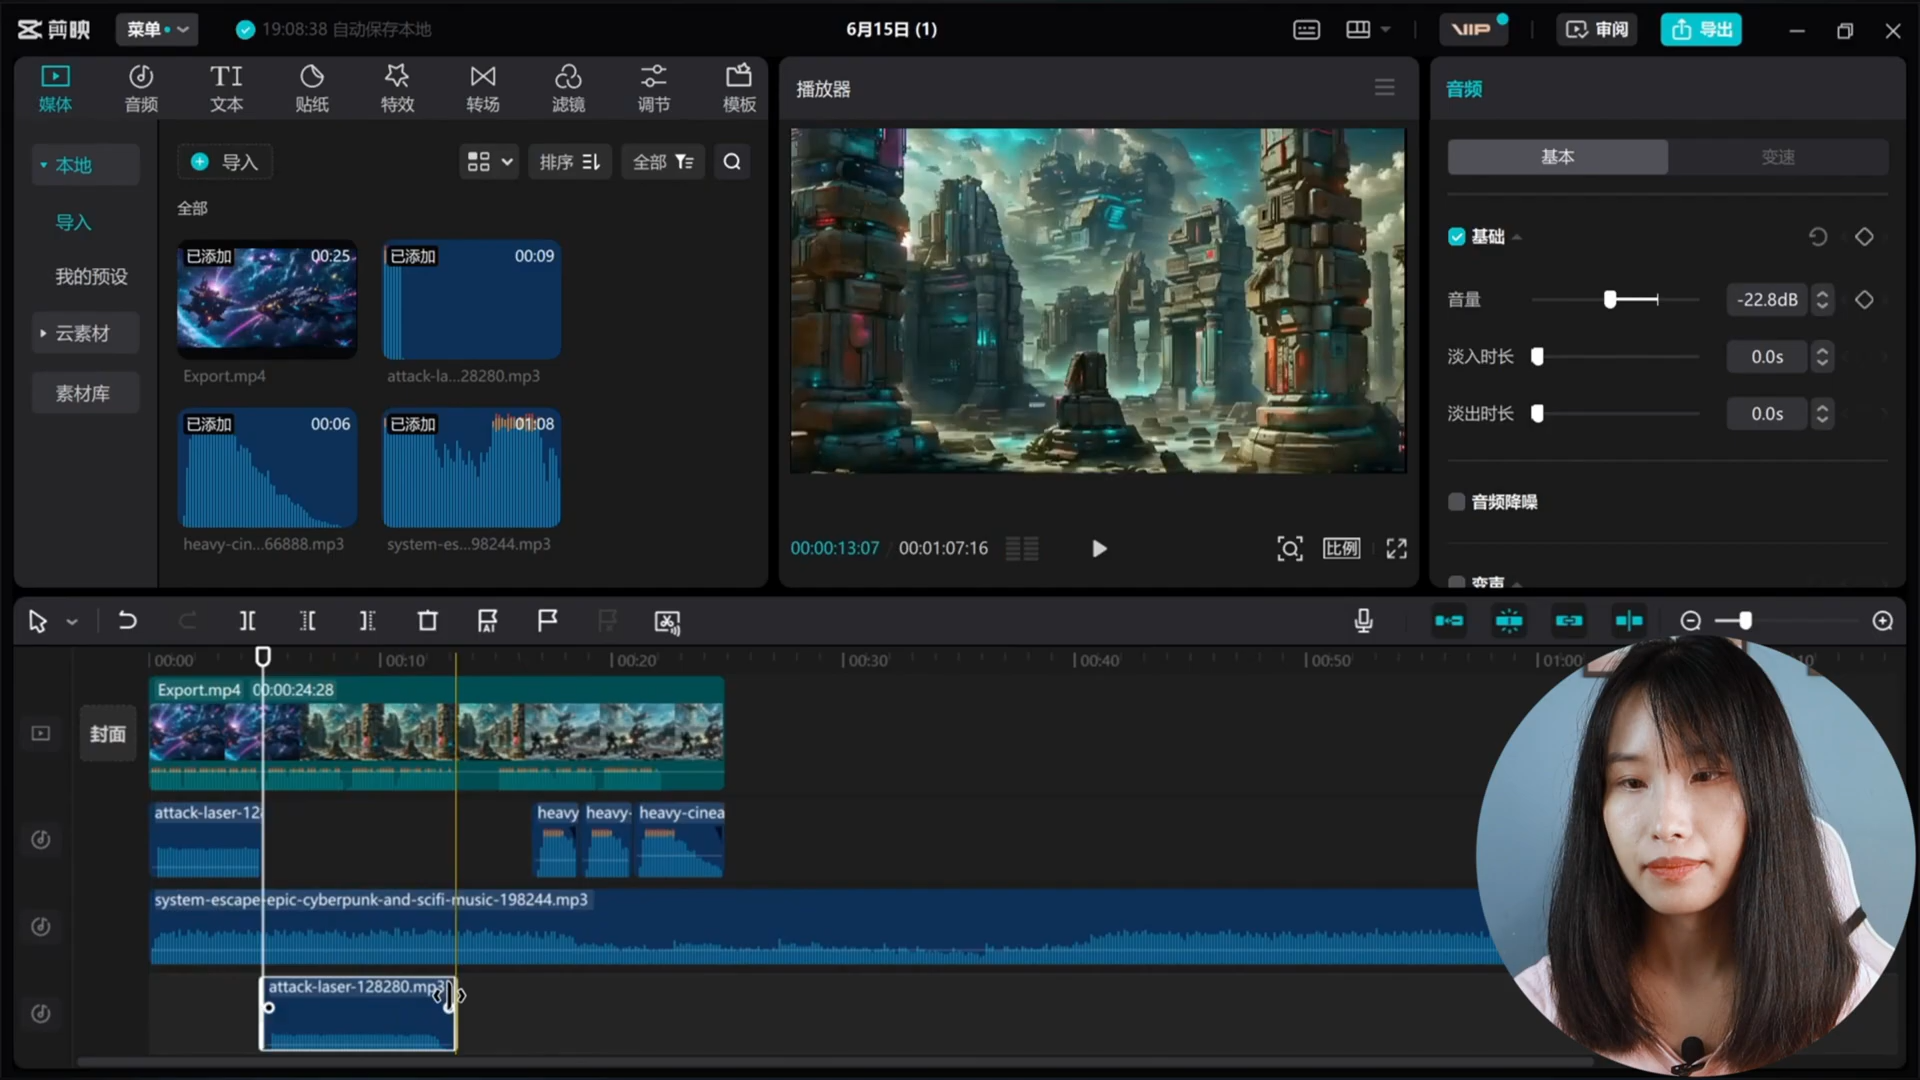 剪映
菜单
19:08:38 自动保存本地
6月15日 (1)
VIP
审阅
导出
媒体
音频
TI
文本
贴纸
特效
转场
滤镜
调节
模板
本地
导入
我的预设
云素材
素材库
导入
排序
全部
全部
已添加
00:25
Export.mp4
已添加
00:09
attack-la...28280.mp3
已添加
00:06
heavy-cin...66888.mp3
已添加
01:08
system-es...98244.mp3
播放器
00:00:13:07
00:01:07:16
比例
音频
基本
变速
基础
音量
-22.8dB
淡入时长
0.0s
淡出时长
0.0s
音频降噪
变声
AI
00:00
00:10
00:20
00:30
00:40
00:50
01:00
封面
Export.mp4 00:00:24:28
attack-laser-128
heavy
heavy-
heavy-cinea
system-escape-epic-cyberpunk-and-scifi-music-198244.mp3
attack-laser-128280.mp3